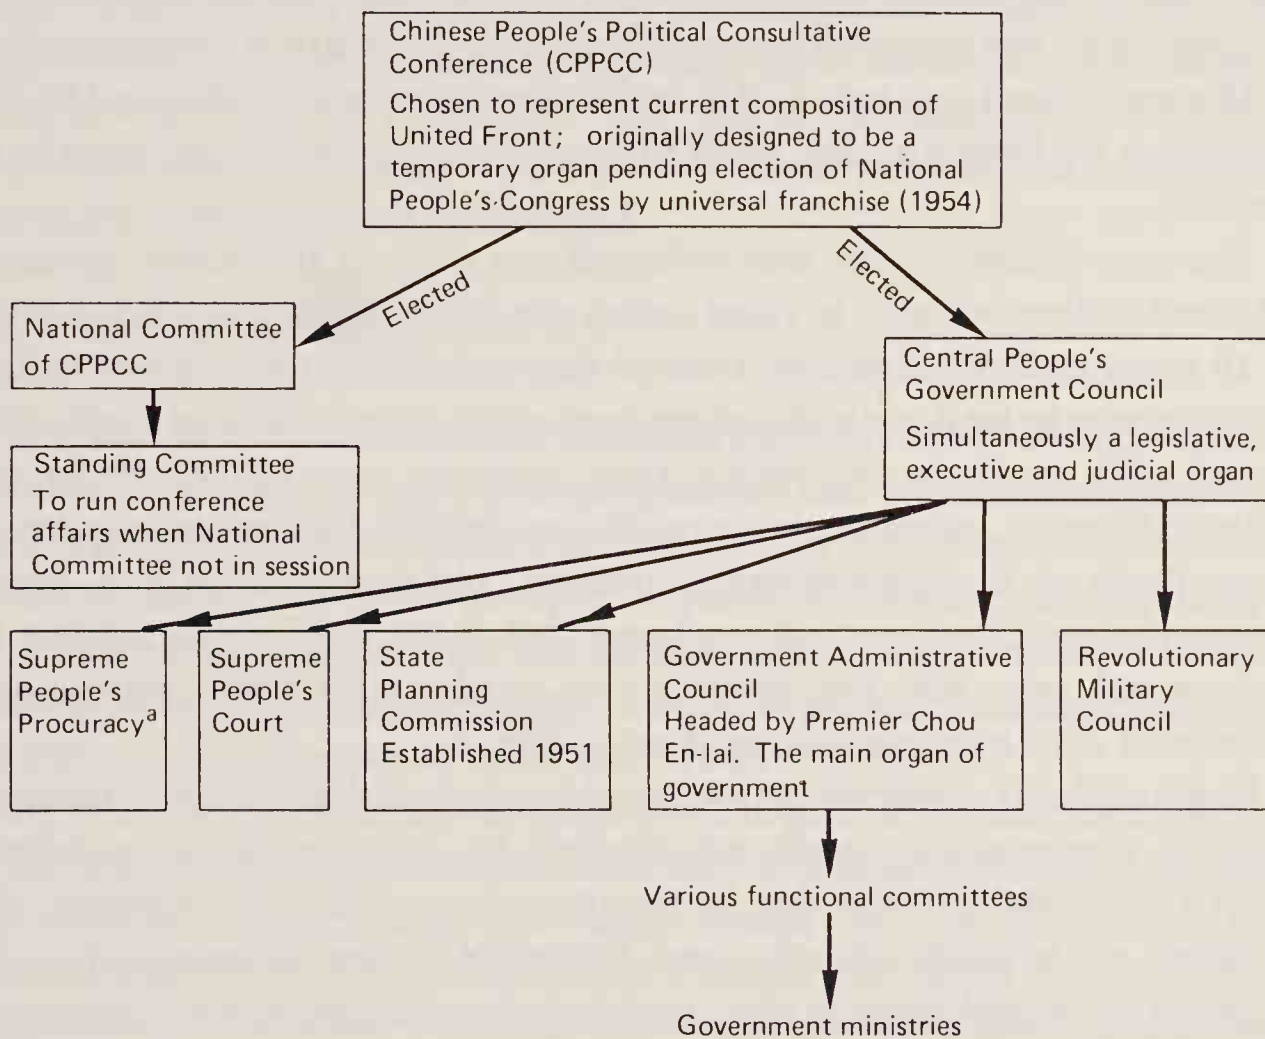 Chinese People's Political Consultative
Conference (CPPCC)
Chosen to represent current composition of
United Front; originally designed to be a
temporary organ pending election of National
People's Congress by universal franchise (1954)
Elected
Elected
National Committee
of CPPCC
Central People's
Government Council
Simultaneously a legislative,
executive and judicial organ
Standing Committee
To run conference
affairs when National
Committee not in session
Supreme
People's
Procuracyª
Supreme
People's
Court
State
Planning
Commission
Established 1951
Government Administrative
Council
Headed by Premier Chou
En-lai. The main organ of
government
Revolutionary
Military
Council
Various functional committees
Government ministries